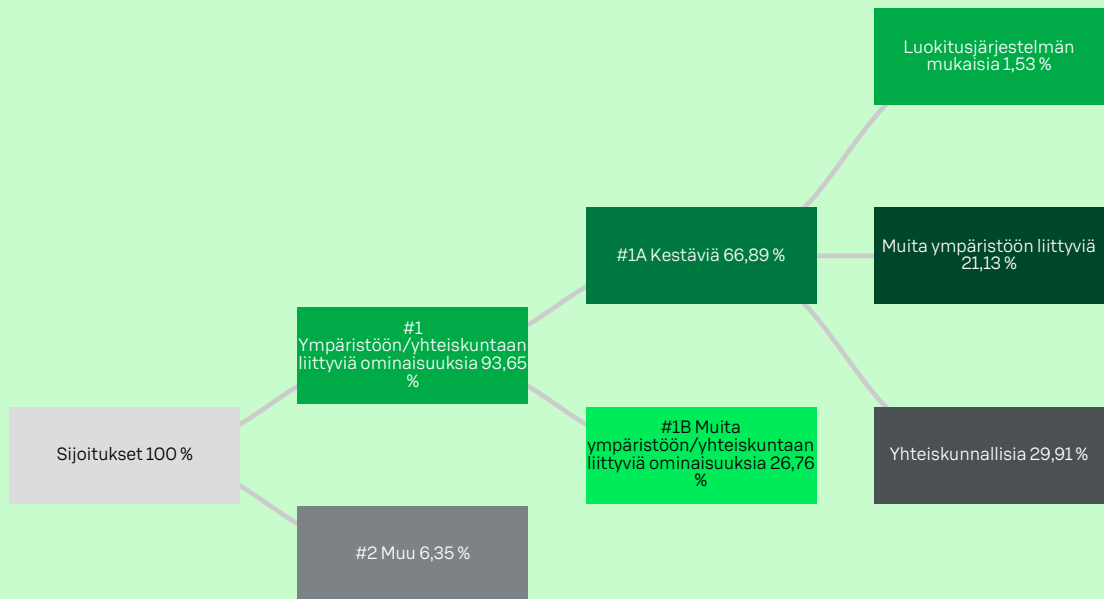 Luokitusjärjestelmän
mukaisia 1,53 %
#1A Kestäviä 66,89 %
Muita ympäristöön liittyviä
21,13 %
#1
Ympäristöön/yhteiskuntaan
liittyviä ominaisuuksia 93,65
%
Sijoitukset 100 %
#1B Muita
ympäristöön/yhteiskuntaan
liittyviä ominaisuuksia 26,76
%
Yhteiskunnallisia 29,91 %
#2 Muu 6,35 %